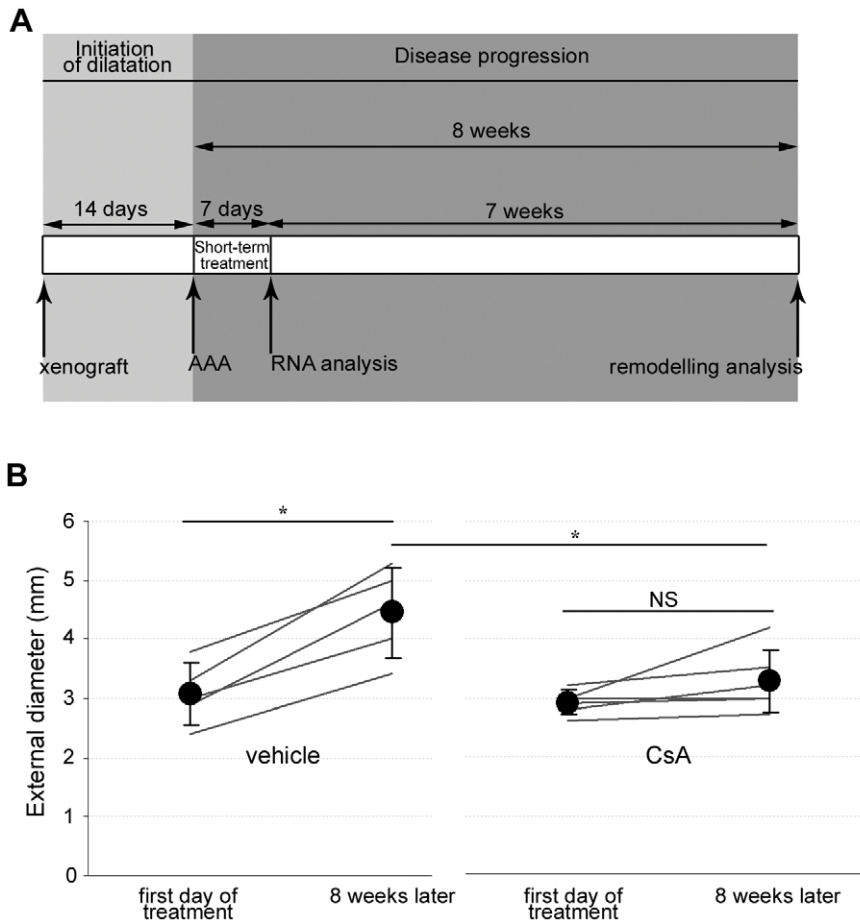 A
Initiation
of dilatation
Disease progression
8 weeks
14 days
7 days
7 weeks
Short-term
treatment
xenograft
AAA
RNA analysis
remodelling analysis
B
External diameter (mm)
6
5
4
3
2
1
0
*
*
NS
vehicle
CsA
first day of
treatment
8 weeks later
first day of
treatment
8 weeks later